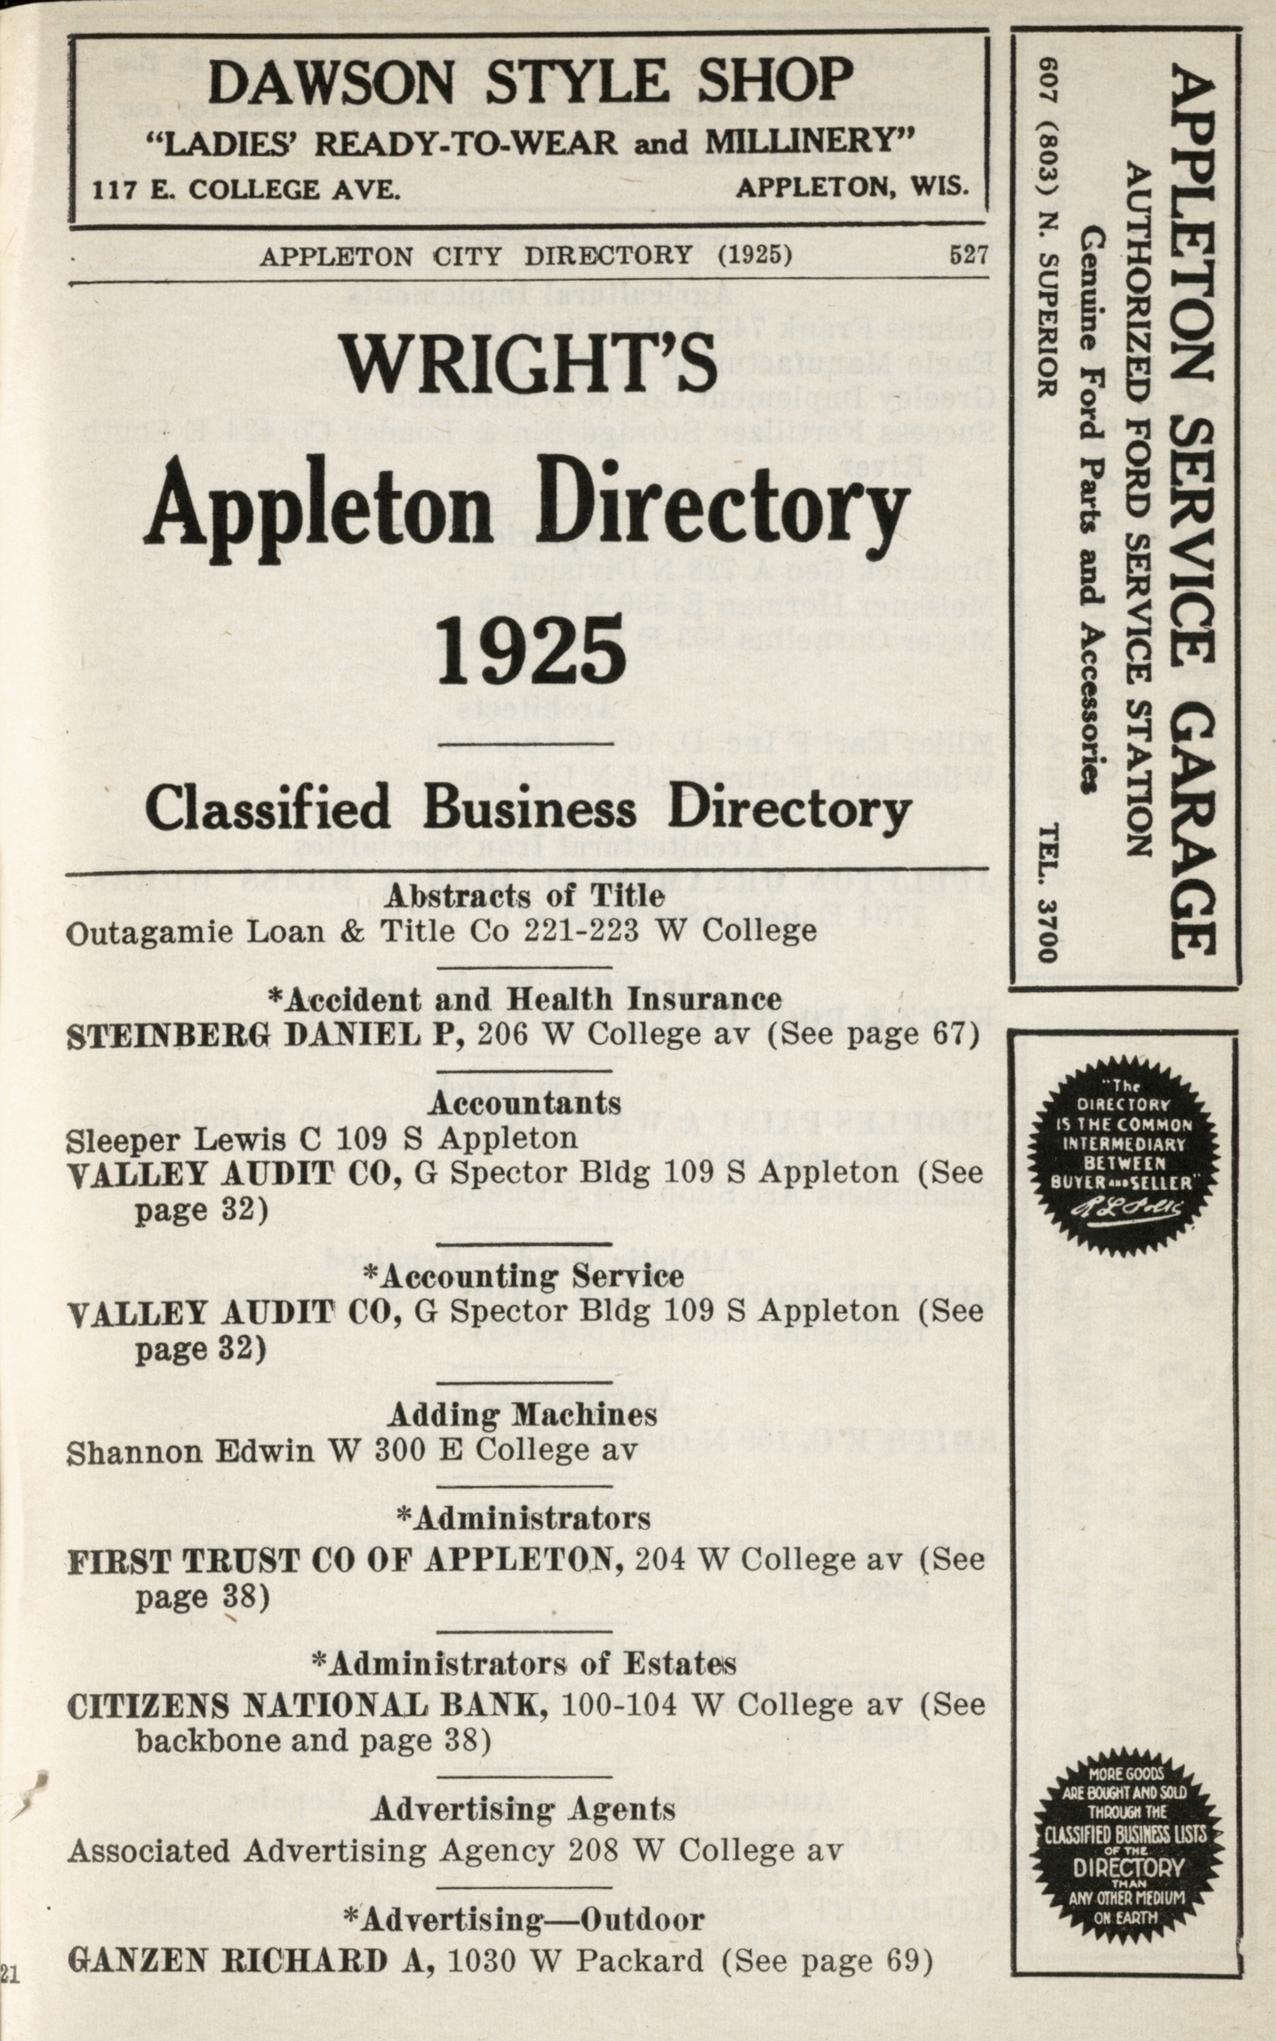 DAWSON STYLE SHOP
"LADIES' READY-TO-WEAR and MILLINERY"
117 E. COLLEGE AVE. APPLETON, WIS.
APPLETON CITY DIRECTORY (1925) 527
WRIGHT'S
Appleton Directory
1925
Classified Business Directory
Abstracts of Title
Outagamie Loan & Title Co 221-223 W College
*Accident and Health Insurance
STEINBERG DANIEL P, 206 W College av (See page 67)
Accountants
Sleeper Lewis C 109 S Appleton
VALLEY AUDIT CO, G Spector Bldg 109 S Appleton (See
page 32)
*Accounting Service
VALLEY AUDIT CO, G Spector Bldg 109 S Appleton (See
page 32)
Adding Machines
Shannon Edwin W 300 E College av
*Administrators
FIRST TRUST CO OF APPLETON, 204 W College av (See
page 38)
*Administrators of Estates
CITIZENS NATIONAL BANK, 100-104 W College av (See
backbone and page 38)
Advertising Agents
Associated Advertising Agency 208 W College av
*Advertising—Outdoor
GANZEN RICHARD A, 1030 W Packard (See page 69)
21
APPLETON SERVICE GARAGE
AUTHORIZED FORD SERVICE STATION
Genuine Ford Parts and Accessories
607 (803) N. SUPERIOR TEL. 3700
"The
DIRECTORY
IS THE COMMON
INTERMEDIARY
BETWEEN
BUYER AND SELLER"
MORE GOODS
ARE BOUGHT AND SOLD
THROUGH THE
CLASSIFIED BUSINESS LISTS
OF THE
DIRECTORY
THAN
ANY OTHER MEDIUM
ON EARTH